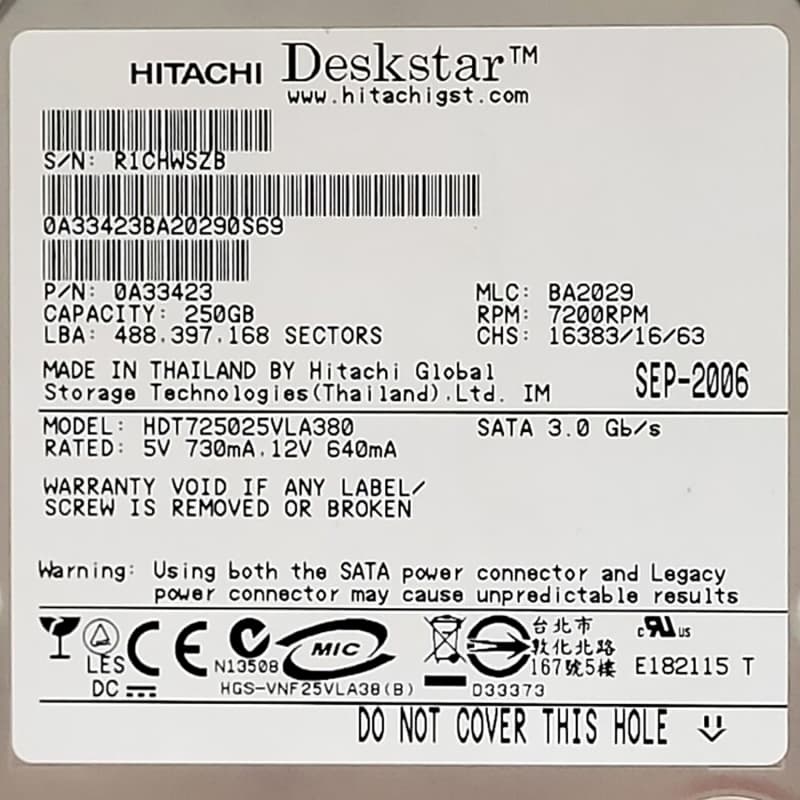 HITACHI Deskstar™
www.hitachigst.com
S/N: R1CHWSZB
0A33423BA20290S69
P/N: 0A33423 MLC: BA2029
CAPACITY: 250GB RPM: 7200RPM
LBA: 488.397.168 SECTORS CHS: 16383/16/63
MADE IN THAILAND BY Hitachi Global
Storage Technologies(Thailand).Ltd. IM SEP-2006
MODEL: HDT725025VLA380 SATA 3.0 Gb/s
RATED: 5V 730mA.12V 640mA
WARRANTY VOID IF ANY LABEL/
SCREW IS REMOVED OR BROKEN
Warning: Using both the SATA power connector and Legacy
power connector may cause unpredictable results
LES CE N13508 MIC
台北市
敦化北路
167號5樓
c RU us
E182115 T
DC HGS-VNF25VLA38(B) D33373
DO NOT COVER THIS HOLE